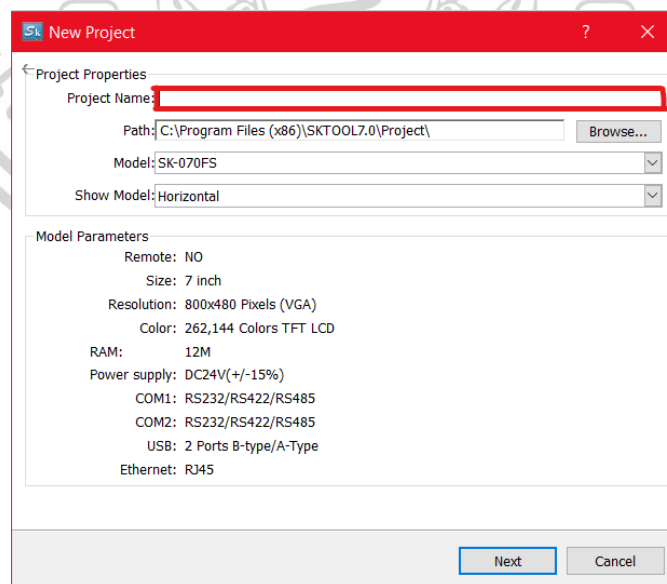 Sk New Project ? ×
Project Properties
Project Name:
Path: C:\Program Files (x86)\SKTOOL7.0\Project\ Browse...
Model: SK-070FS
Show Model: Horizontal
Model Parameters
Remote: NO
Size: 7 inch
Resolution: 800x480 Pixels (VGA)
Color: 262,144 Colors TFT LCD
RAM: 12M
Power supply: DC24V(+/-15%)
COM1: RS232/RS422/RS485
COM2: RS232/RS422/RS485
USB: 2 Ports B-type/A-Type
Ethernet: RJ45
Next Cancel